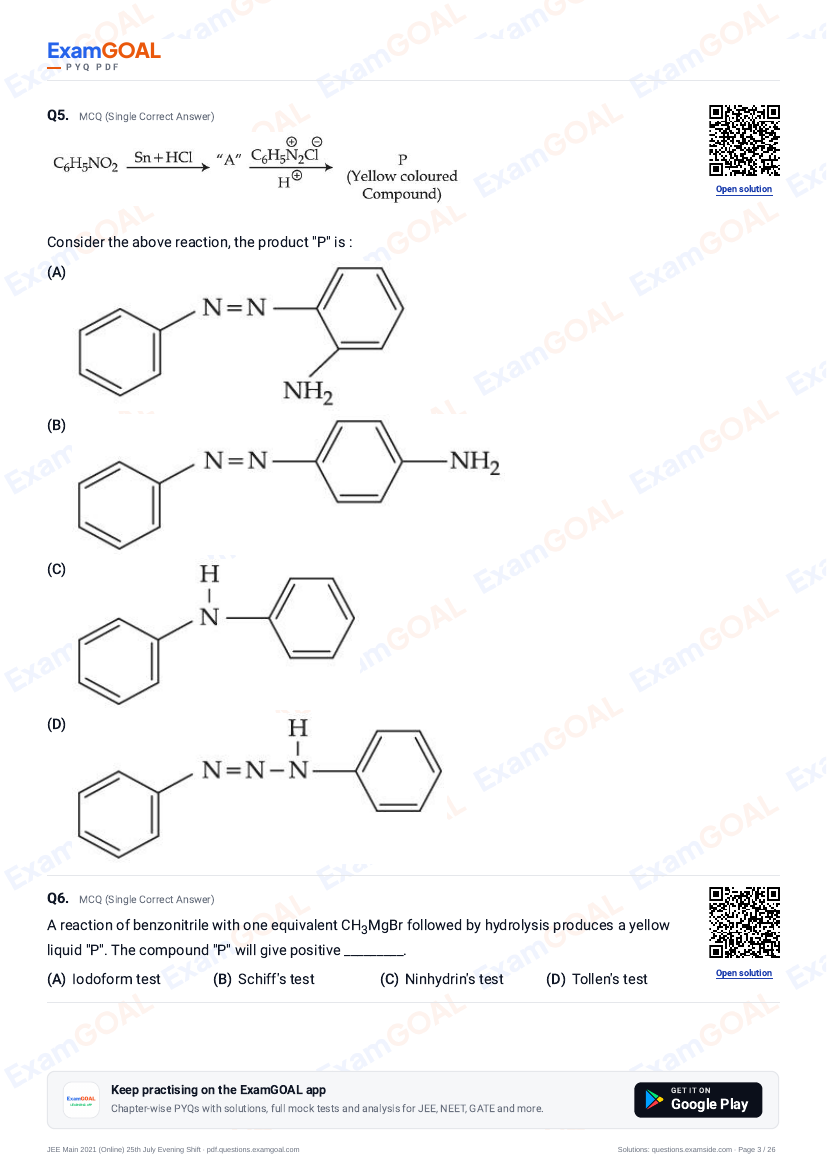 ExamGOAL
PYQ PDF
Q5. MCQ (Single Correct Answer)
C₆H₅NO₂ Sn + HCl "A" C₆H₅N₂Cl ⊕ ⊖ H⊕ P
(Yellow coloured
Compound)
Open solution
Consider the above reaction, the product "P" is :
(A)
N=N
NH₂
(B)
N=N NH₂
(C)
H
N
(D)
H
N=N–N
Q6. MCQ (Single Correct Answer)
A reaction of benzonitrile with one equivalent CH₃MgBr followed by hydrolysis produces a yellow
liquid "P". The compound "P" will give positive _________.
Open solution
(A) Iodoform test (B) Schiff's test (C) Ninhydrin's test (D) Tollen's test
Keep practising on the ExamGOAL app
Chapter-wise PYQs with solutions, full mock tests and analysis for JEE, NEET, GATE and more.
GET IT ON
Google Play
JEE Main 2021 (Online) 25th July Evening Shift · pdf.questions.examgoal.com
Solutions: questions.examside.com · Page 3 / 26